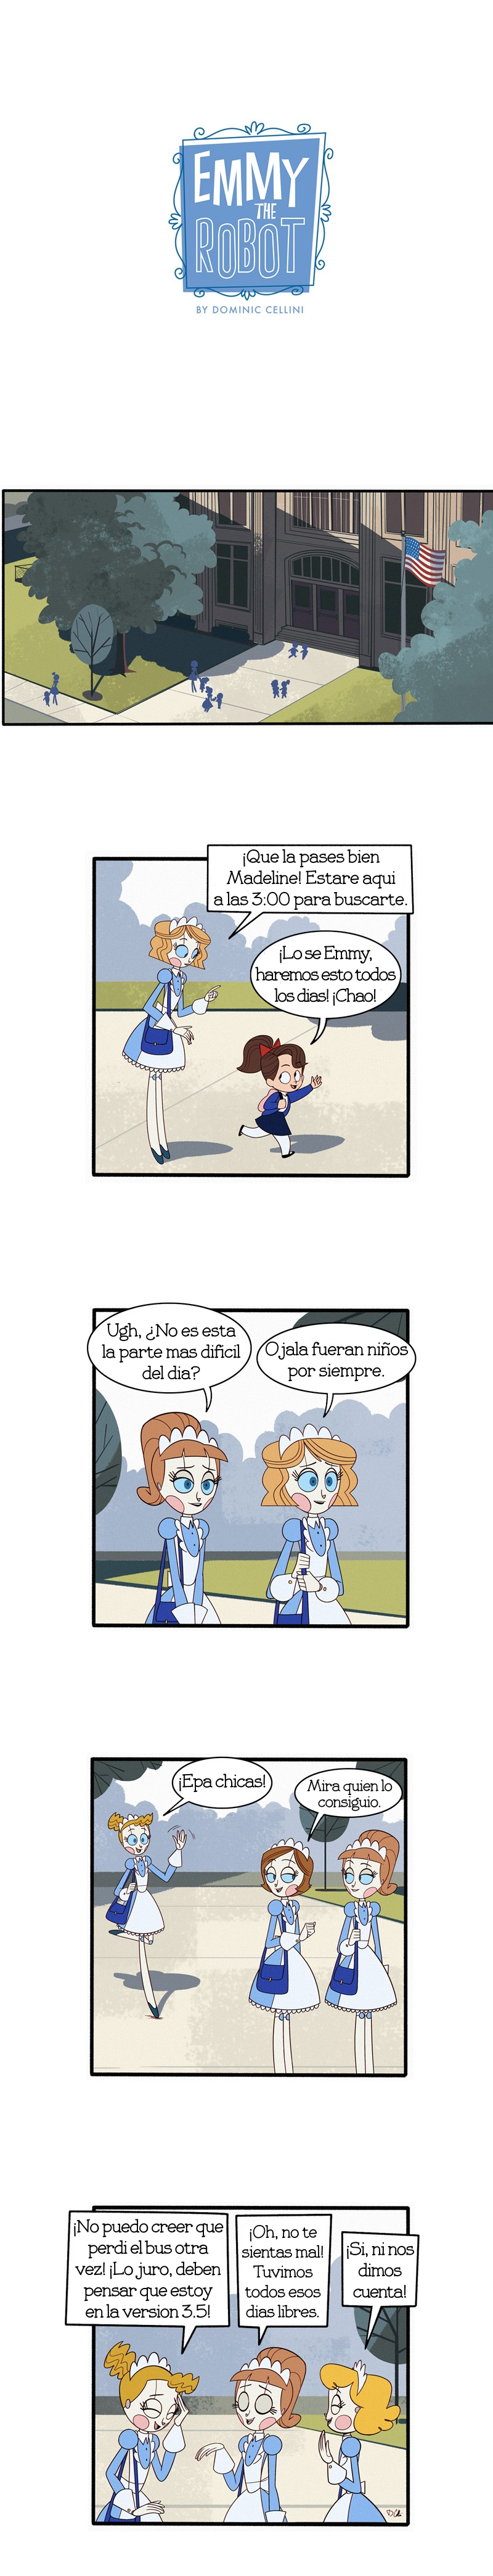 EMMY
THE
ROBOT
BY DOMINIC CELLINI
¡Que la pases bien
Madeline! Estare aqui
a las 3:00 para buscarte.
¡Lo se Emmy,
haremos esto todos
los dias! ¡Chao!
Ugh, ¿No es esta
la parte mas dificil
del dia?
Ojala fueran niños
por siempre.
¡Epa chicas!
Mira quien lo
consiguio.
¡No puedo creer que
perdi el bus otra
vez! ¡Lo juro, deben
pensar que estoy
en la version 3.5!
¡Oh, no te
sientas mal!
Tuvimos
todos esos
dias libres.
¡Si, ni nos
dimos
cuenta!